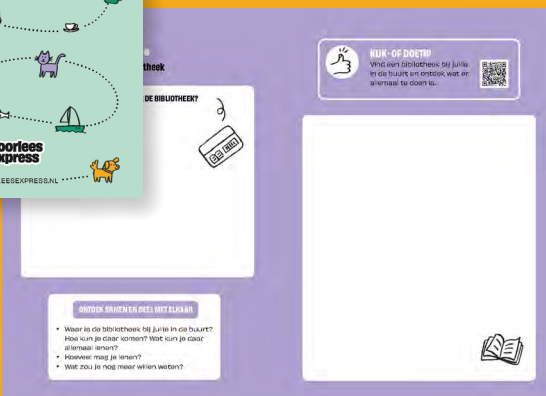 oorlees
xpress
LEESEXPRESS.NL
theek
DE BIBLIOTHEEK?
ONTDEK SAMEN EN DEEL MET ELKAAR
• Waar is de bibliotheek bij jullie in de buurt?
Hoe kun je daar komen? Wat kun je daar
allemaal lenen?
• Hoeveel mag je lenen?
• Wat zou je nog meer willen weten?
KIJK- OF DOETIP
Vind een bibliotheek bij jullie
in de buurt en ontdek wat er
allemaal te doen is.